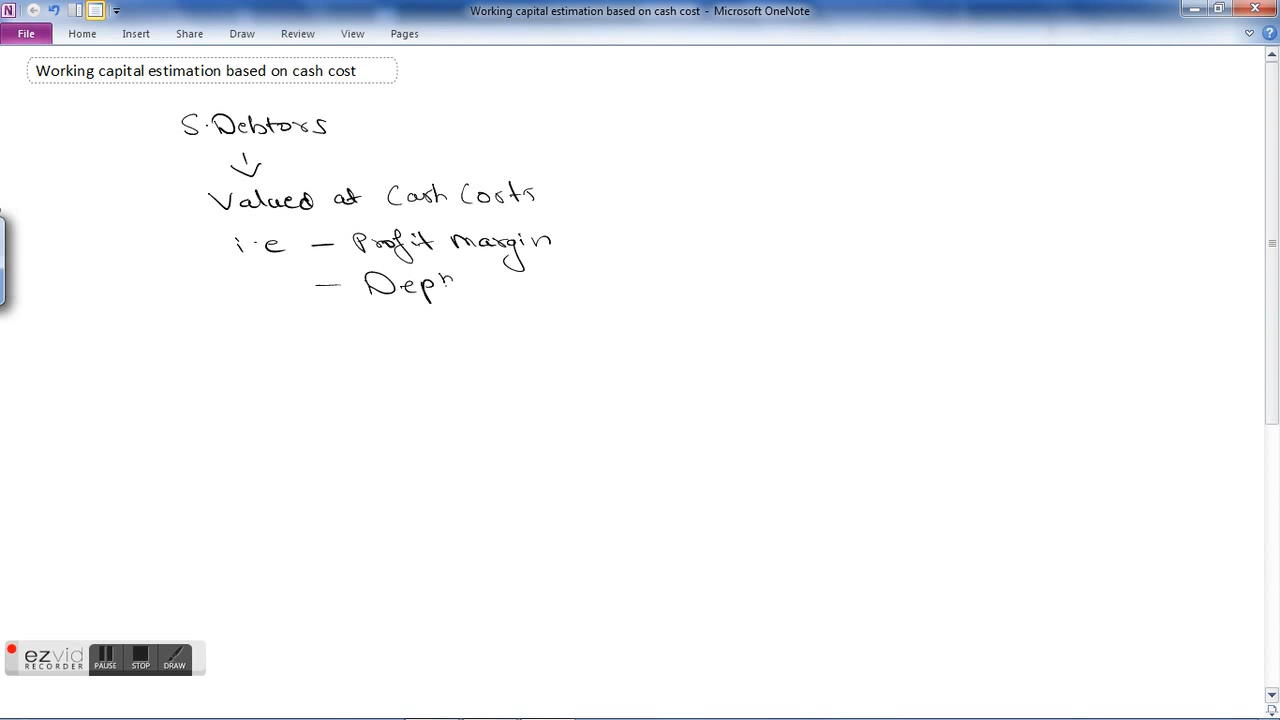 Working capital estimation based on cash cost - Microsoft OneNote
File Home Insert Share Draw Review View Pages
Working capital estimation based on cash cost
S.Debtors
Valued at Cash Costs
i.e — Profit Margin
— Depn
ezvid
RECORDER
PAUSE STOP DRAW